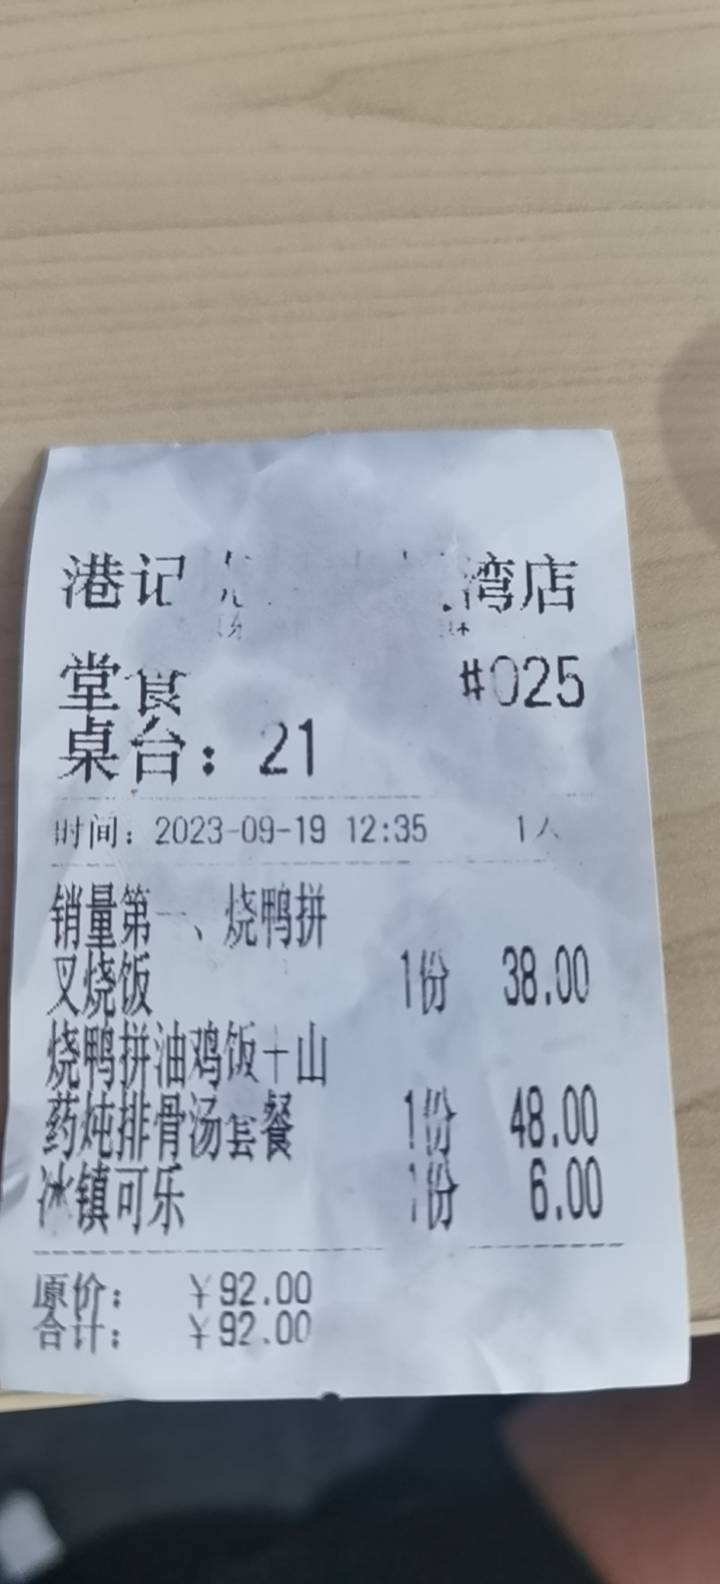 港记 湾店
堂食 #025
桌台：21
时间：2023-09-19 12:35 1人
销量第一、烧鸭拼
叉烧饭 1份 38.00
烧鸭拼油鸡饭+山
药炖排骨汤套餐 1份 48.00
冰镇可乐 1份 6.00
原价： ￥92.00
合计： ￥92.00